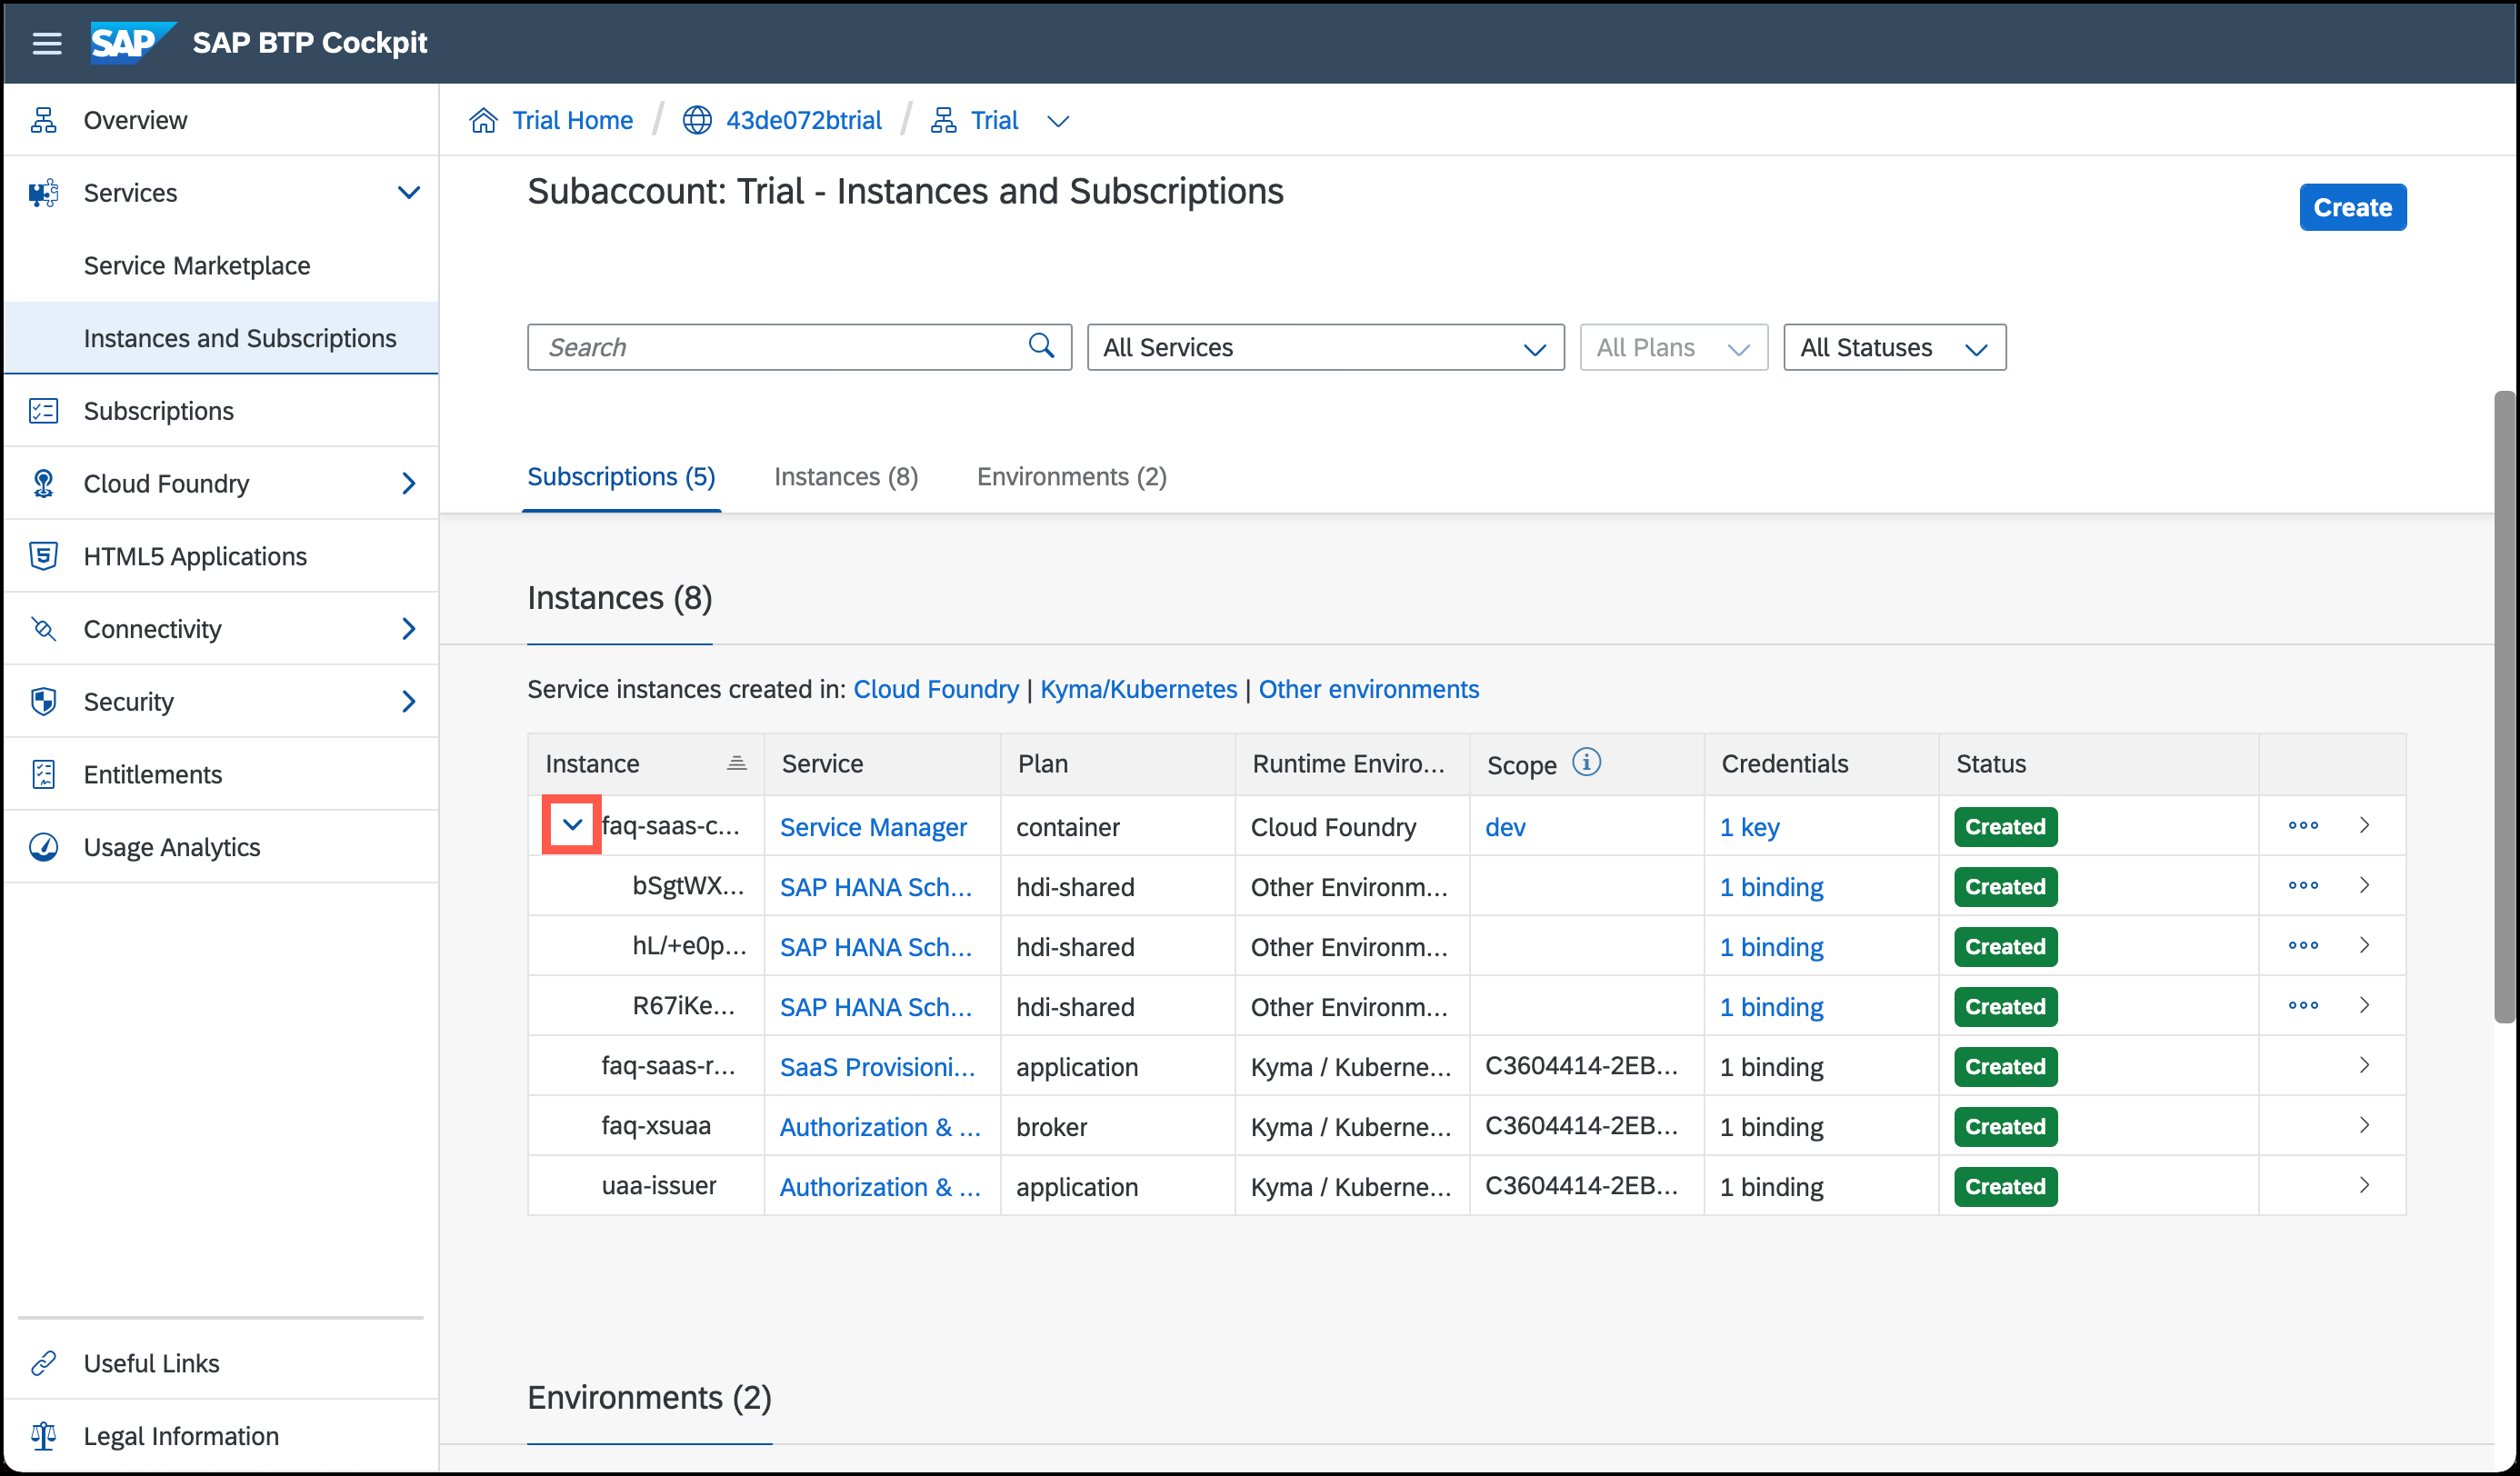 SAP SAP BTP Cockpit
Overview
Services
Service Marketplace
Instances and Subscriptions
Subscriptions
Cloud Foundry
HTML5 Applications
Connectivity
Security
Entitlements
Usage Analytics
Useful Links
Legal Information
Trial Home / 43de072btrial / Trial
Subaccount: Trial - Instances and Subscriptions
Create
Search All Services All Plans All Statuses
Subscriptions (5) Instances (8) Environments (2)
Instances (8)
Service instances created in: Cloud Foundry | Kyma/Kubernetes | Other environments
Instance Service Plan Runtime Enviro... Scope Credentials Status
faq-saas-c... Service Manager container Cloud Foundry dev 1 key Created
bSgtWX... SAP HANA Sch... hdi-shared Other Environm... 1 binding Created
hL/+e0p... SAP HANA Sch... hdi-shared Other Environm... 1 binding Created
R67iKe... SAP HANA Sch... hdi-shared Other Environm... 1 binding Created
faq-saas-r... SaaS Provisioni... application Kyma / Kuberne... C3604414-2EB... 1 binding Created
faq-xsuaa Authorization & ... broker Kyma / Kuberne... C3604414-2EB... 1 binding Created
uaa-issuer Authorization & ... application Kyma / Kuberne... C3604414-2EB... 1 binding Created
Environments (2)